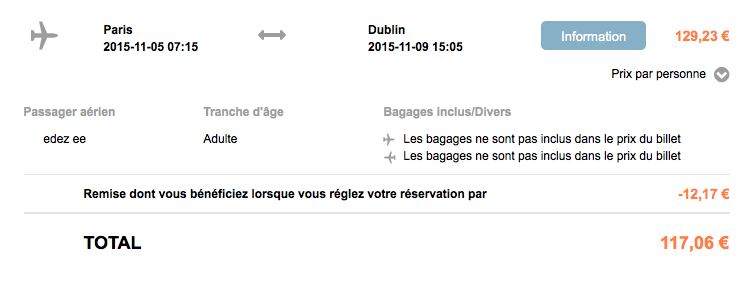 Paris
2015-11-05 07:15
Dublin
2015-11-09 15:05
Information
129,23 €
Prix par personne
Passager aérien
Tranche d'âge
Bagages inclus/Divers
edez ee
Adulte
Les bagages ne sont pas inclus dans le prix du billet
Les bagages ne sont pas inclus dans le prix du billet
Remise dont vous bénéficiez lorsque vous réglez votre réservation par
-12,17 €
TOTAL
117,06 €